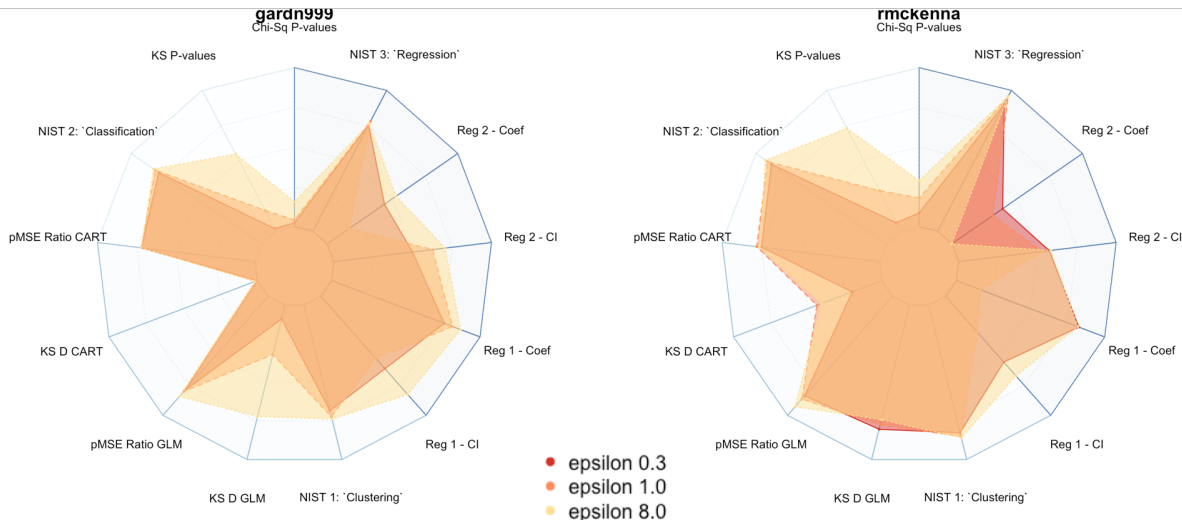 gardn999
Chi-Sq P-values
KS P-values
NIST 3: `Regression`
NIST 2: `Classification`
Reg 2 - Coef
pMSE Ratio CART
Reg 2 - CI
KS D CART
Reg 1 - Coef
pMSE Ratio GLM
Reg 1 - CI
KS D GLM
NIST 1: `Clustering`
epsilon 0.3
epsilon 1.0
epsilon 8.0
rmckenna
Chi-Sq P-values
KS P-values
NIST 3: `Regression`
NIST 2: `Classification`
Reg 2 - Coef
pMSE Ratio CART
Reg 2 - CI
KS D CART
Reg 1 - Coef
pMSE Ratio GLM
Reg 1 - CI
KS D GLM
NIST 1: `Clustering`